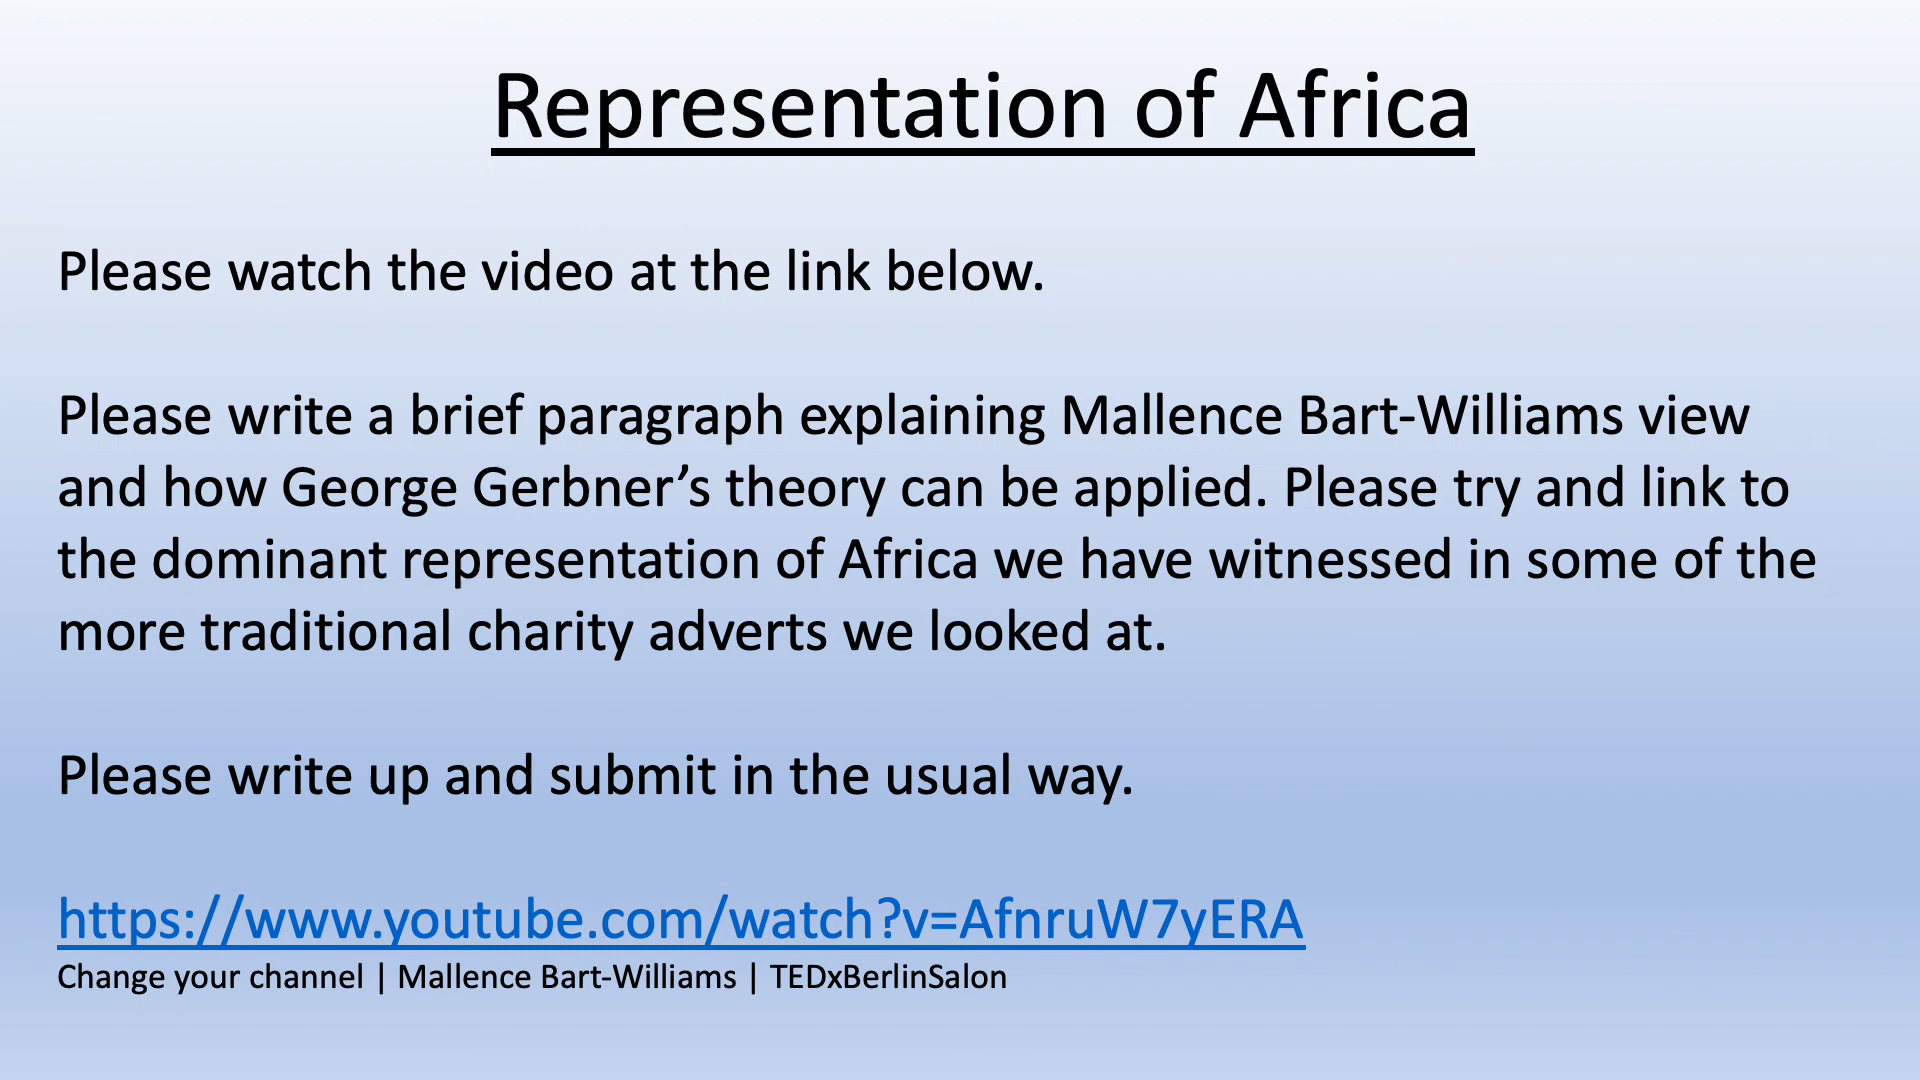 Representation of Africa
Please watch the video at the link below.
Please write a brief paragraph explaining Mallence Bart-Williams view
and how George Gerbner’s theory can be applied. Please try and link to
the dominant representation of Africa we have witnessed in some of the
more traditional charity adverts we looked at.
Please write up and submit in the usual way.
https://www.youtube.com/watch?v=AfnruW7yERA
Change your channel | Mallence Bart-Williams | TEDxBerlinSalon